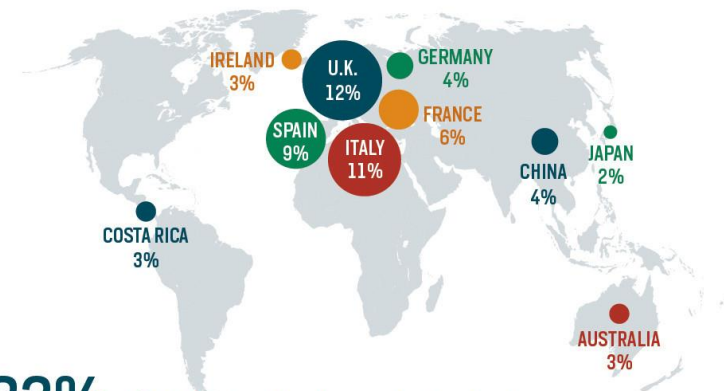 IRELAND
3%
U.K.
12%
GERMANY
4%
SPAIN
9%
ITALY
11%
FRANCE
6%
CHINA
4%
JAPAN
2%
COSTA RICA
3%
AUSTRALIA
3%